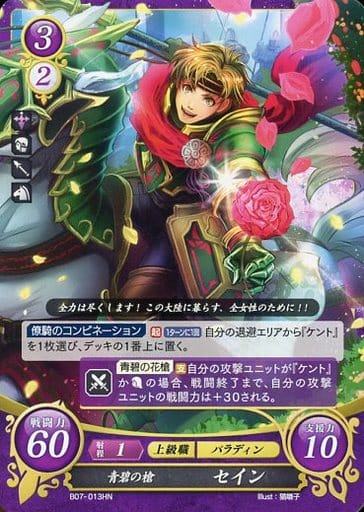 3
2
全力は尽くします！この大陸に暮らす、全女性のために！！
僚騎のコンビネーション 起 1ターンに1回 自分の退避エリアから『ケント』
を1枚選び、デッキの1番上に置く。
青碧の花槍 支 自分の攻撃ユニットが『ケント』
か の場合、戦闘終了まで、自分の攻撃
ユニットの戦闘力は＋30される。
戦闘力
60
射程 1 上級職 パラディン
支援力
10
青碧の槍 セイン
B07-013HN Illust：猫囃子